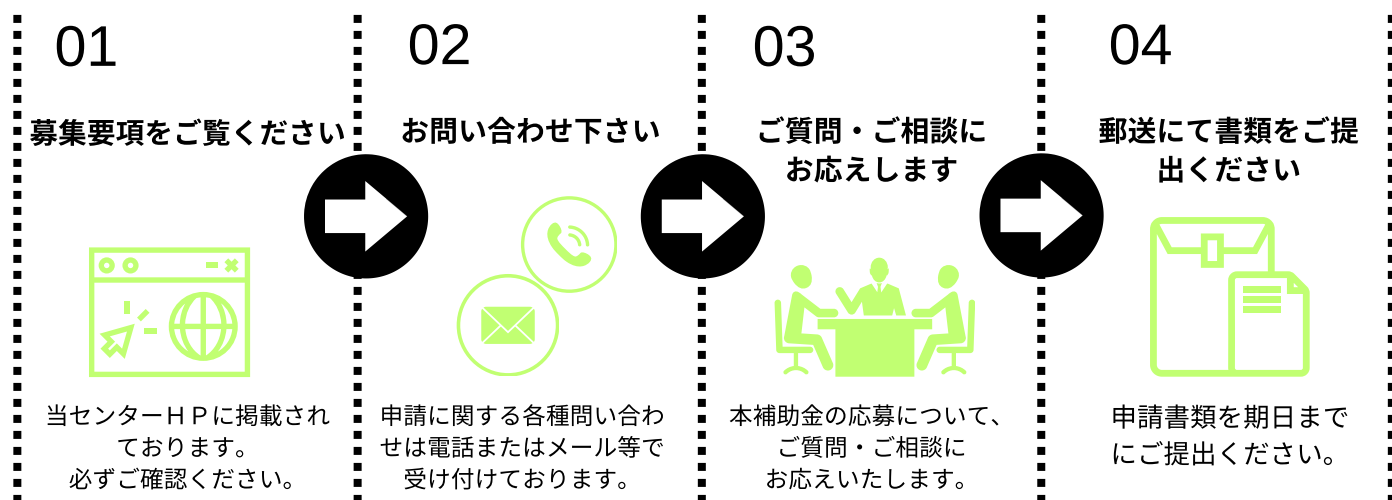 01
募集要項をご覧ください
当センターＨＰに掲載され
ております。
必ずご確認ください。
02
お問い合わせ下さい
申請に関する各種問い合わ
せは電話またはメール等で
受け付けております。
03
ご質問・ご相談に
お応えします
本補助金の応募について、
ご質問・ご相談に
お応えいたします。
04
郵送にて書類をご提
出ください
申請書類を期日まで
にご提出ください。